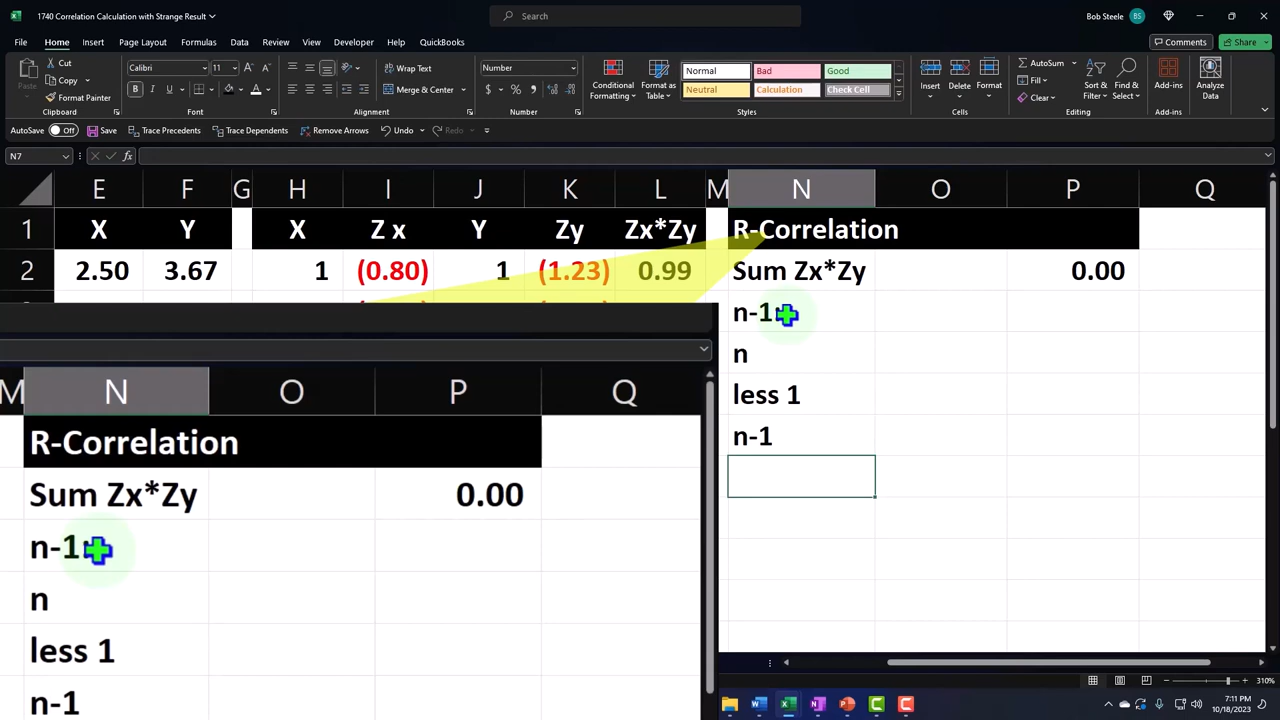 1740 Correlation Calculation with Strange Result
Search
Bob Steele BS
File Home Insert Page Layout Formulas Data Review View Developer Help QuickBooks
Comments Share
Cut
Copy
Format Painter
Clipboard
Calibri 11
B I U
Font
Wrap Text
Merge & Center
Alignment
Number
$ % 9
Number
Conditional Formatting
Format as Table
Normal Bad Good
Neutral Calculation Check Cell
Styles
Insert Delete Format
Cells
AutoSum
Fill
Clear
Sort & Filter
Find & Select
Editing
Add-ins
Add-ins
Analyze Data
AutoSave Off Save Trace Precedents Trace Dependents Remove Arrows Undo Redo
N7 fx
E F G H I J K L M N O P Q
1 X Y X Z x Y Zy Zx*Zy R-Correlation
2 2.50 3.67 1 (0.80) 1 (1.23) 0.99 Sum Zx*Zy 0.00
n-1
n
less 1
n-1
M N O P Q
R-Correlation
Sum Zx*Zy 0.00
n-1
n
less 1
n-1
310%
7:11 PM
10/18/2023